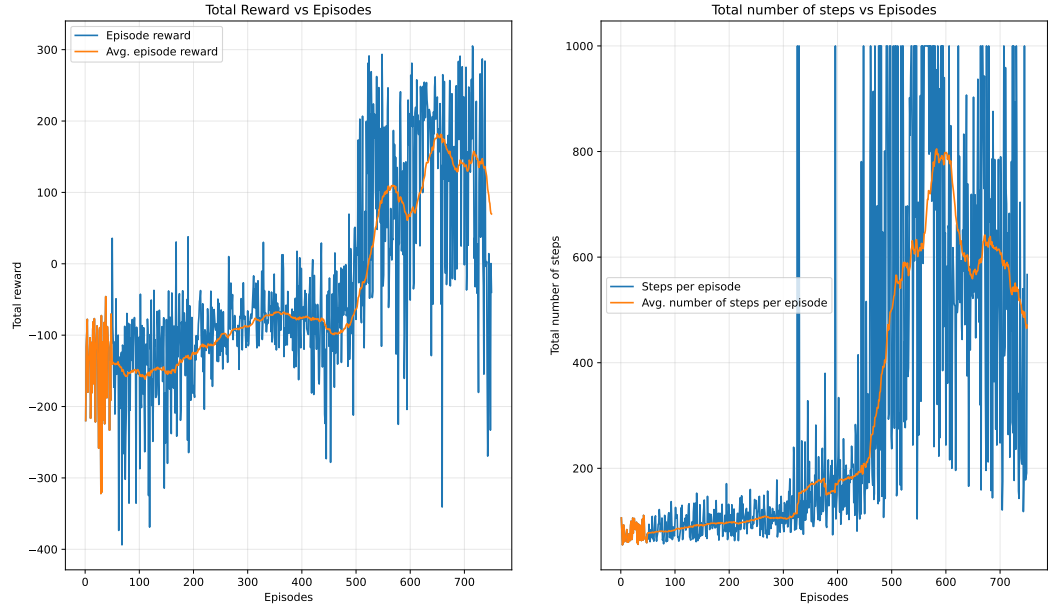 Total Reward vs Episodes
Episode reward
Avg. episode reward
Total reward
300
200
100
0
−100
−200
−300
−400
0 100 200 300 400 500 600 700
Episodes
Total number of steps vs Episodes
Steps per episode
Avg. number of steps per episode
Total number of steps
1000
800
600
400
200
0 100 200 300 400 500 600 700
Episodes